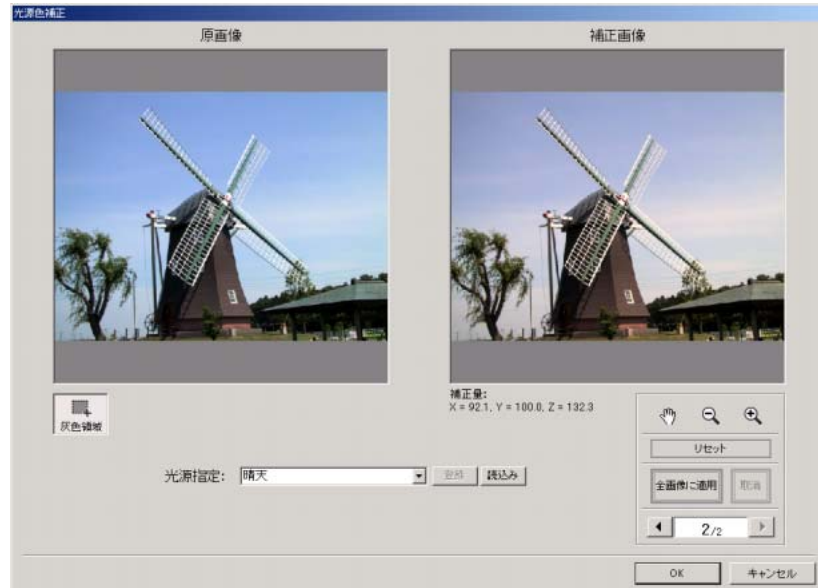 光源色補正
原画像
補正画像
灰色領域
補正量:
X = 92.1, Y = 100.0, Z = 132.3
光源指定: 晴天 登録 読込み
リセット
全画像に適用 取消
2/2
OK キャンセル